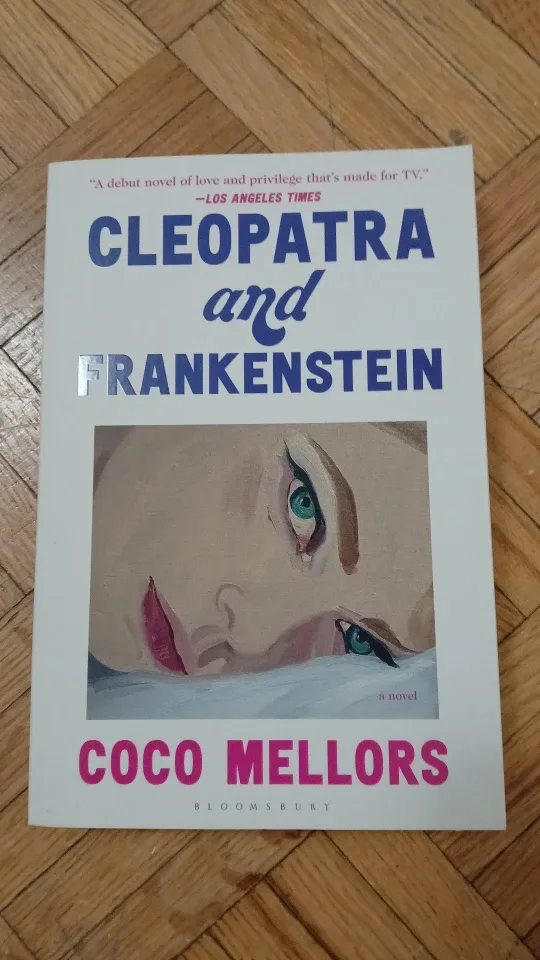 “A debut novel of love and privilege that’s made for TV.”
—LOS ANGELES TIMES
CLEOPATRA
and
FRANKENSTEIN
a novel
COCO MELLORS
BLOOMSBURY